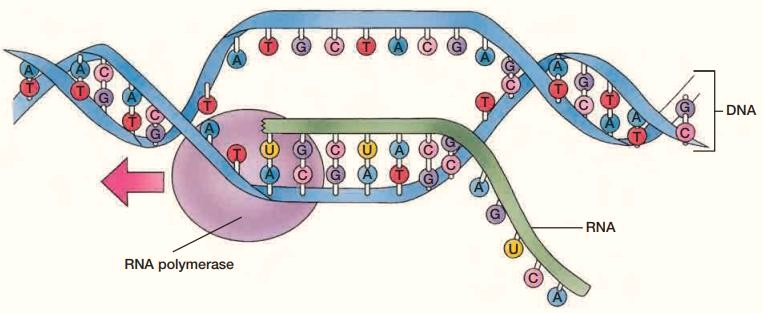 A T G C T A C G A
A A C A C
T T G T G
T
A
G
C
T
A G T A G
T C A T C
DNA
T
U G C U A C G
A C G A T G C
A
G
U
C
A
RNA
RNA polymerase